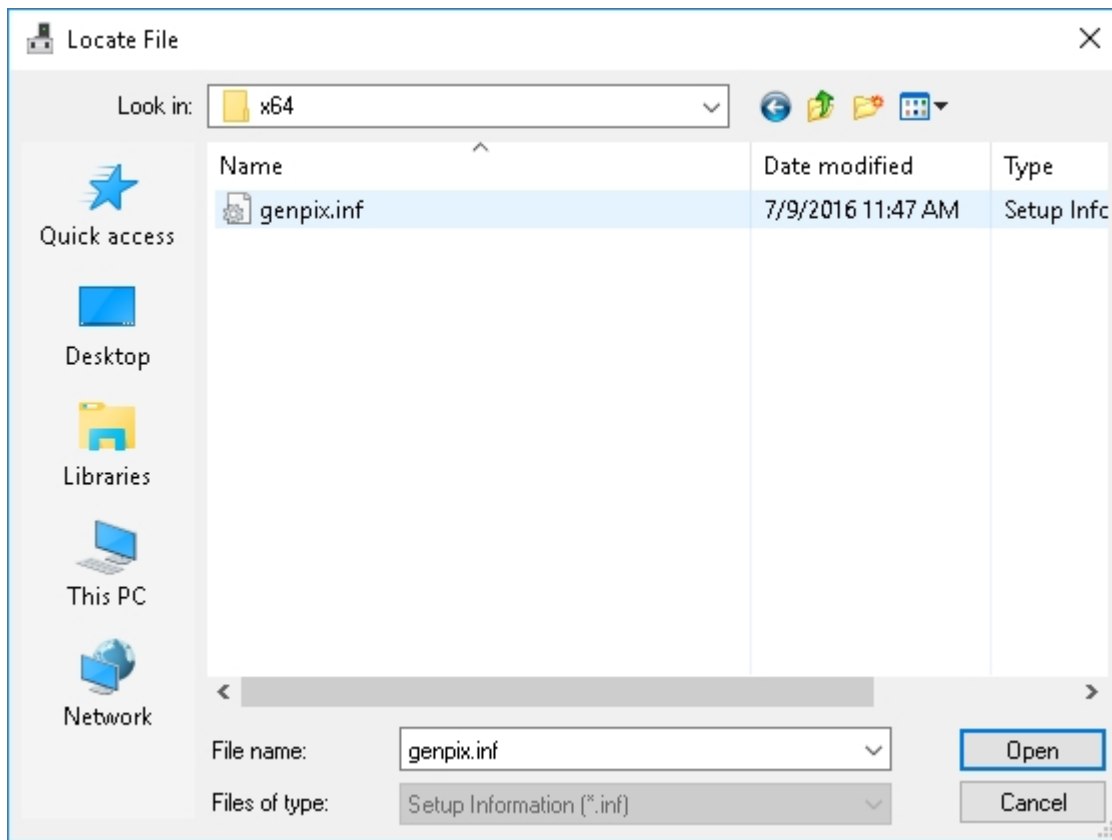 Locate File
Look in: x64
Name Date modified Type
genpix.inf 7/9/2016 11:47 AM Setup Infc
Quick access
Desktop
Libraries
This PC
Network
File name: genpix.inf Open
Files of type: Setup Information (*.inf) Cancel